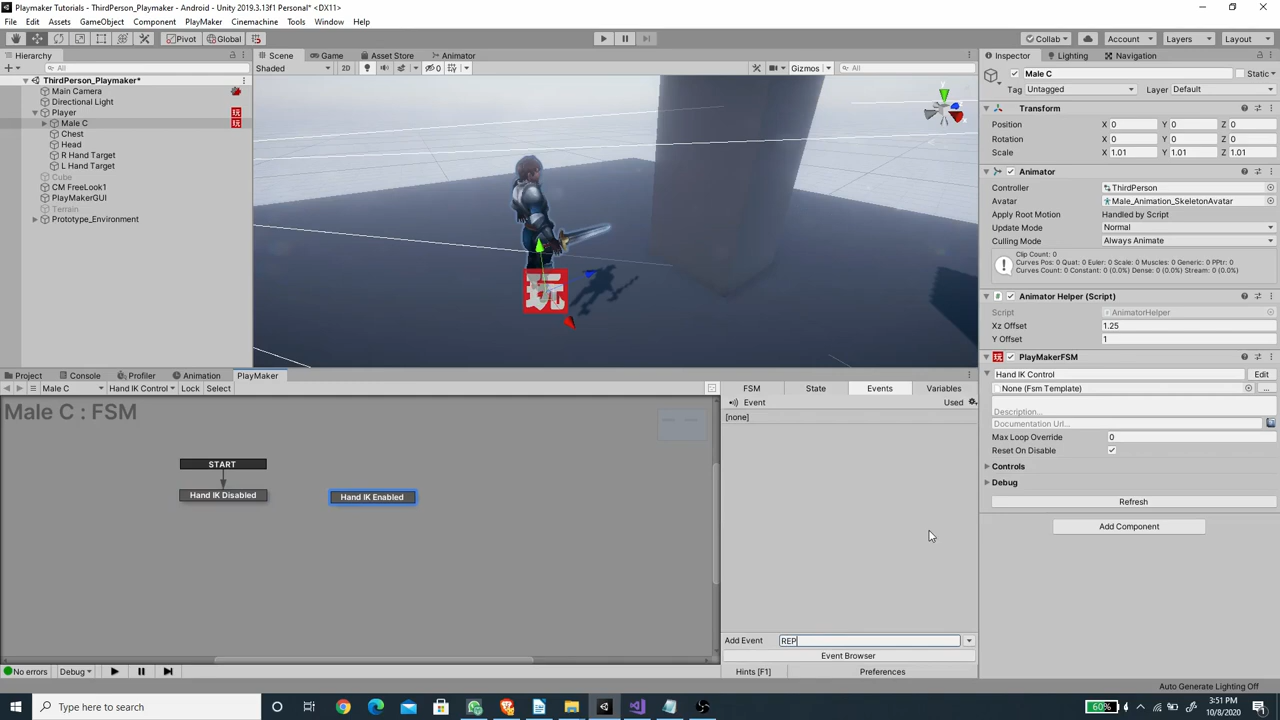 Playmaker Tutorials - ThirdPerson_Playmaker - Android - Unity 2019.3.13f1 Personal* <DX11>
File Edit Assets GameObject Component PlayMaker Cinemachine Tools Window Help
Pivot Global Collab Account Layers Layout
Hierarchy Scene Game Asset Store Animator Inspector Lighting Navigation
All Shaded 2D 0 Gizmos All Male C Static
ThirdPerson_Playmaker* Tag Untagged Layer Default
Main Camera
Directional Light Transform
Player
Male C 玩 Position X 0 Y 0 Z 0
Chest Rotation X 0 Y 0 Z 0
Head Scale X 1.01 Y 1.01 Z 1.01
R Hand Target
L Hand Target Animator
Cube Controller ThirdPerson
CM FreeLook1 Avatar Male_Animation_SkeletonAvatar
PlayMakerGUI Apply Root Motion Handled by Script
Terrain Update Mode Normal
Prototype_Environment Culling Mode Always Animate
Clip Count: 0
Curves Pos: 0 Quat: 0 Euler: 0 Scale: 0 Muscles: 0 Generic: 0 PPtr: 0
Curves Count: 0 Constant: 0 (0.0%) Dense: 0 (0.0%) Stream: 0 (0.0%)
玩
Animator Helper (Script)
Script AnimatorHelper
Xz Offset 1.25
Y Offset 1
PlayMakerFSM
Hand IK Control Edit
None (Fsm Template) ...
Description...
Documentation Url...
Max Loop Override 0
Reset On Disable
Controls
Debug
Refresh
Add Component
Project Console Profiler Animation PlayMaker
Male C Hand IK Control Lock Select FSM State Events Variables
Male C : FSM
Event Used
[none]
START
Hand IK Disabled Hand IK Enabled
Add Event REP
Event Browser
No errors Debug Hints [F1] Preferences
Auto Generate Lighting Off
Type here to search 60% 3:51 PM
10/8/2020